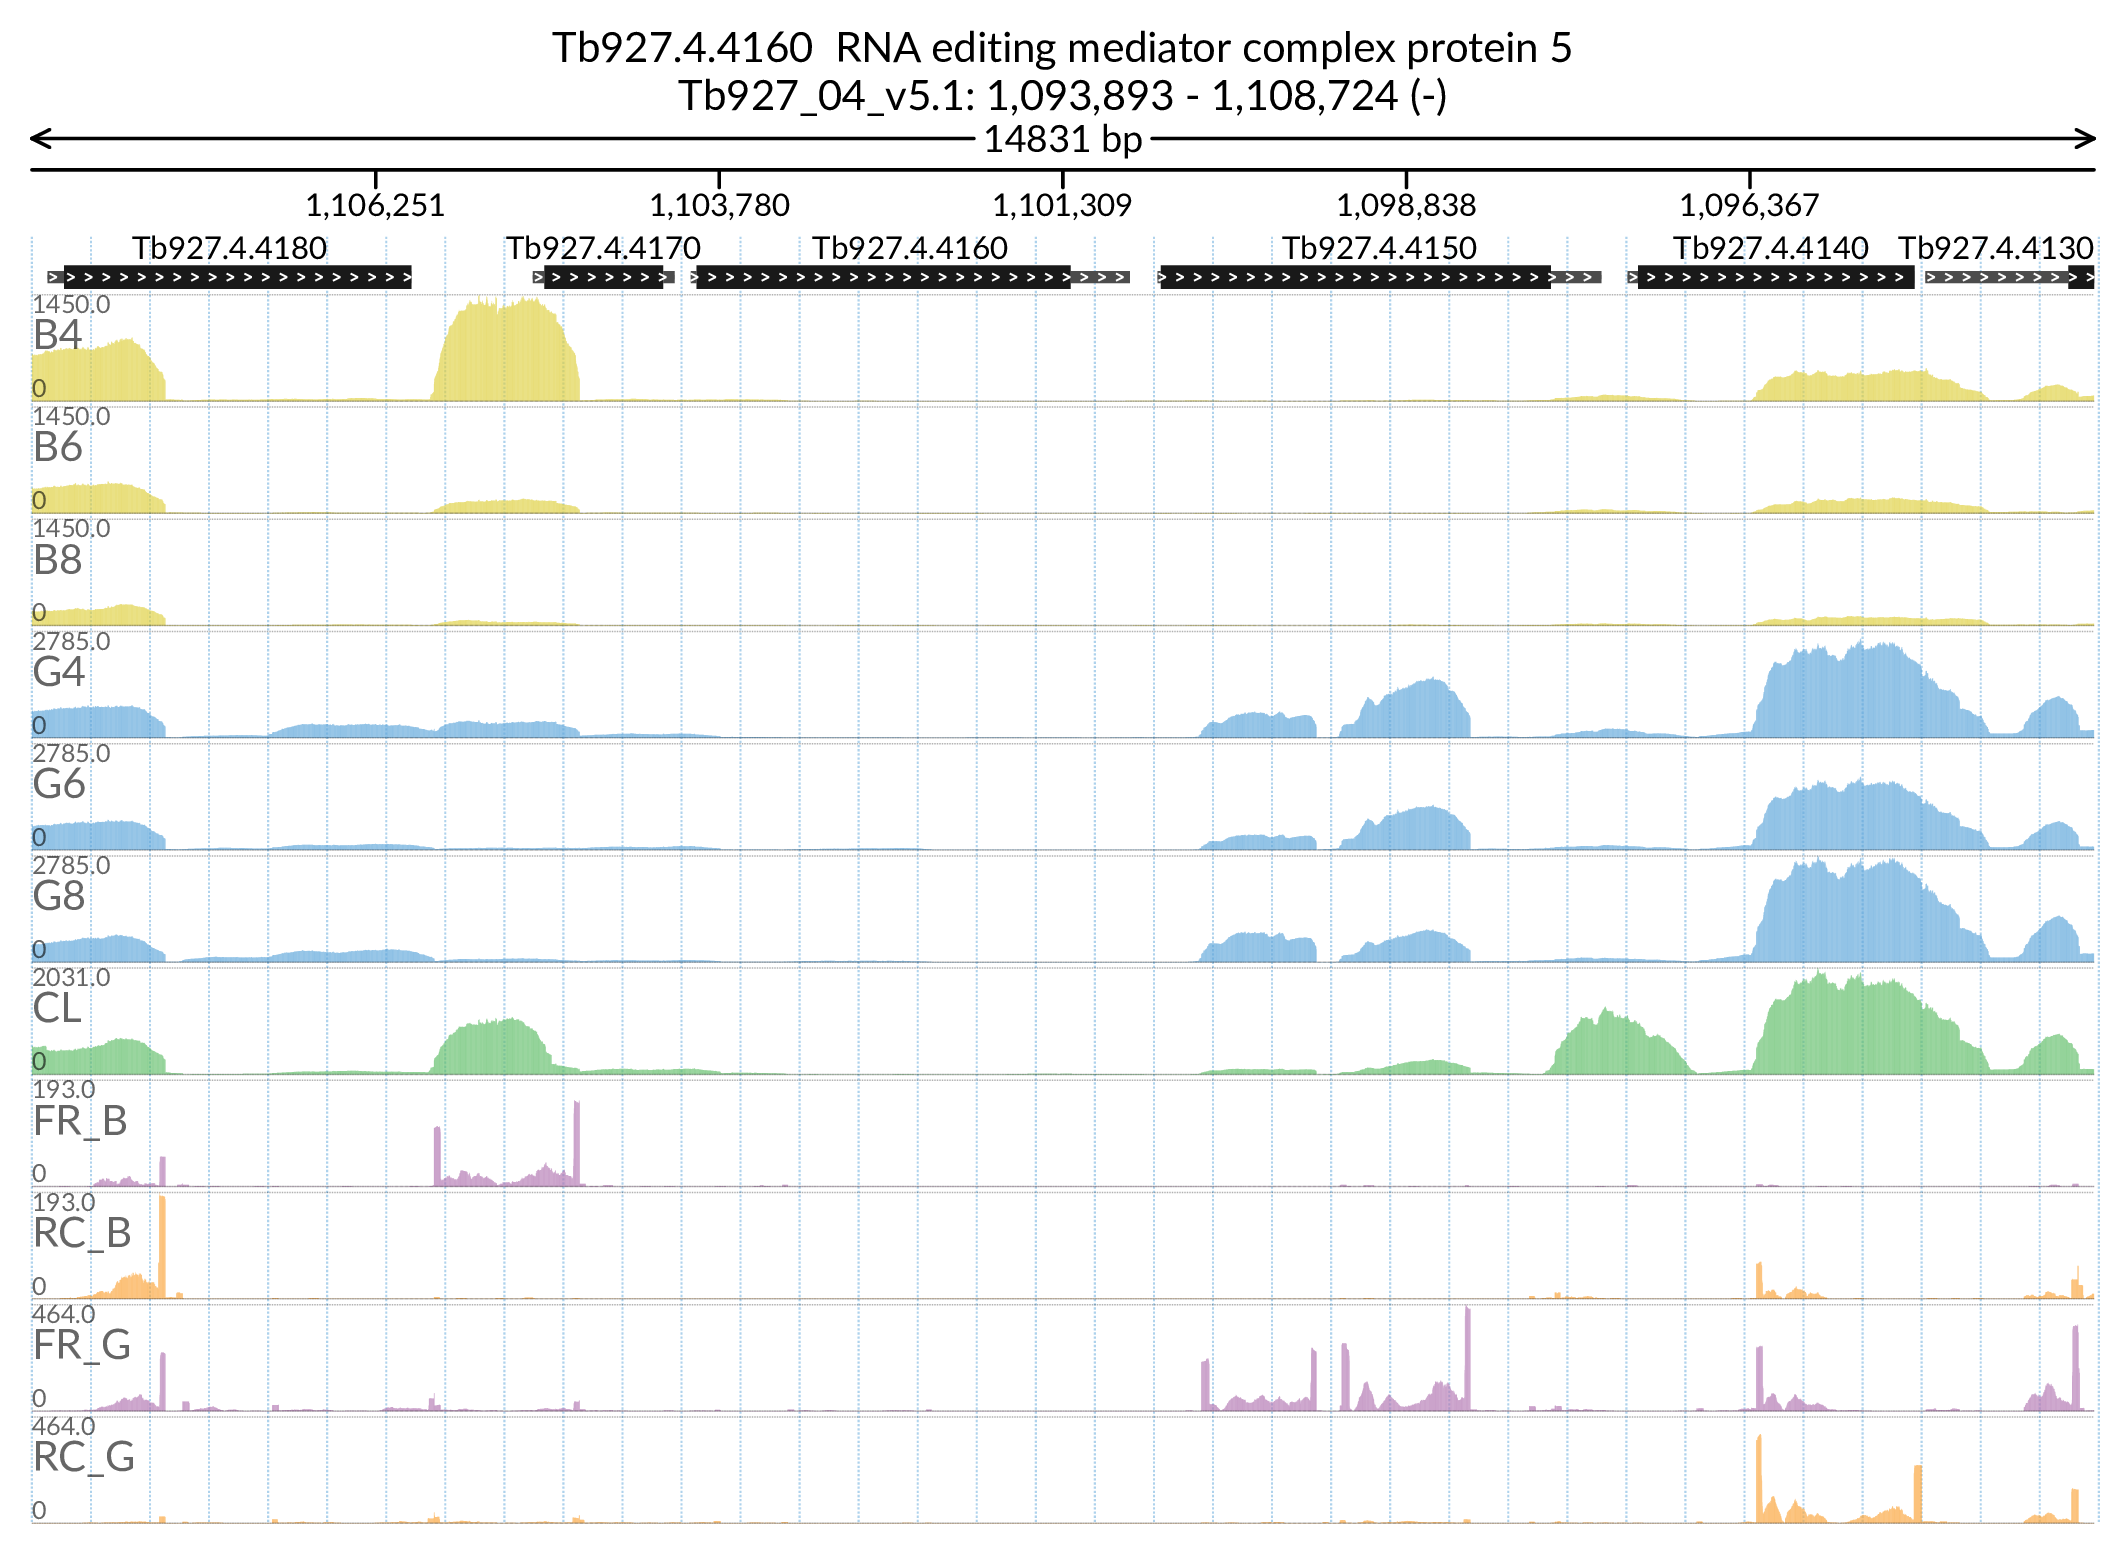 Tb927.4.4160  RNA editing mediator complex protein 5
Tb927_04_v5.1: 1,093,893 - 1,108,724 (-)
14831 bp
1,106,251 1,103,780 1,101,309 1,098,838 1,096,367
Tb927.4.4180 Tb927.4.4170 Tb927.4.4160 Tb927.4.4150 Tb927.4.4140 Tb927.4.4130
1450.0
B4
0
1450.0
B6
0
1450.0
B8
0
2785.0
G4
0
2785.0
G6
0
2785.0
G8
0
2031.0
CL
0
193.0
FR_B
0
193.0
RC_B
0
464.0
FR_G
0
464.0
RC_G
0